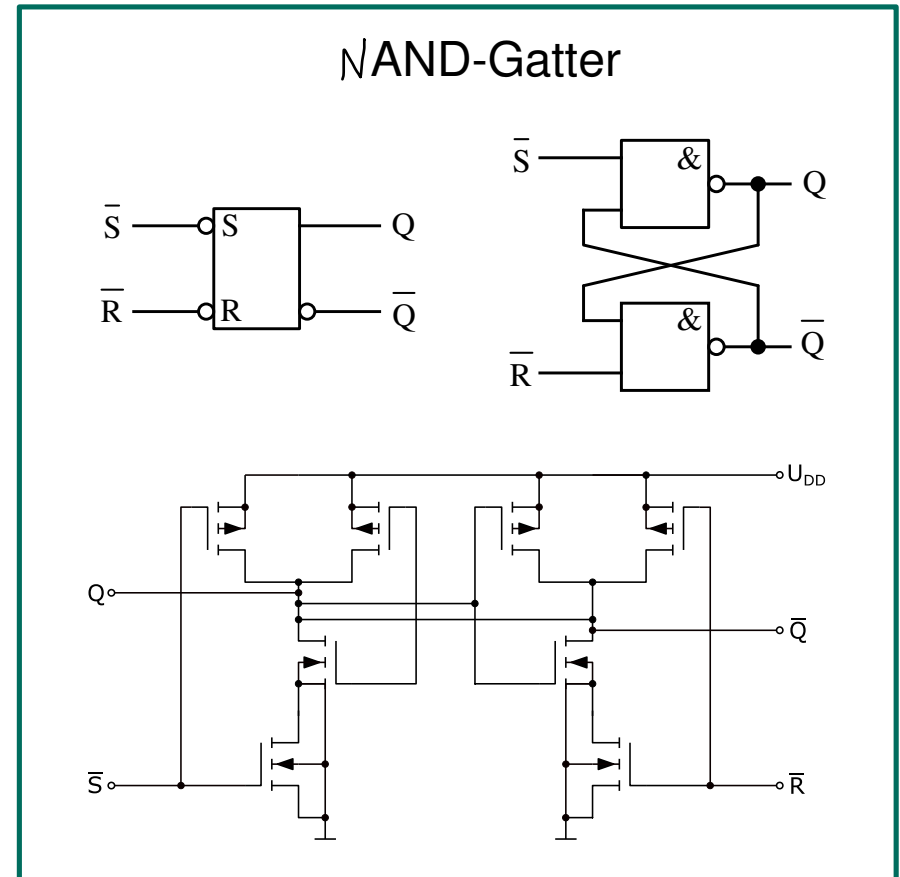 NAND-Gatter
S̅ S Q
R̅ R Q̅
S̅ & Q
& Q̅
R̅
U_DD
Q
Q̅
S̅ R̅